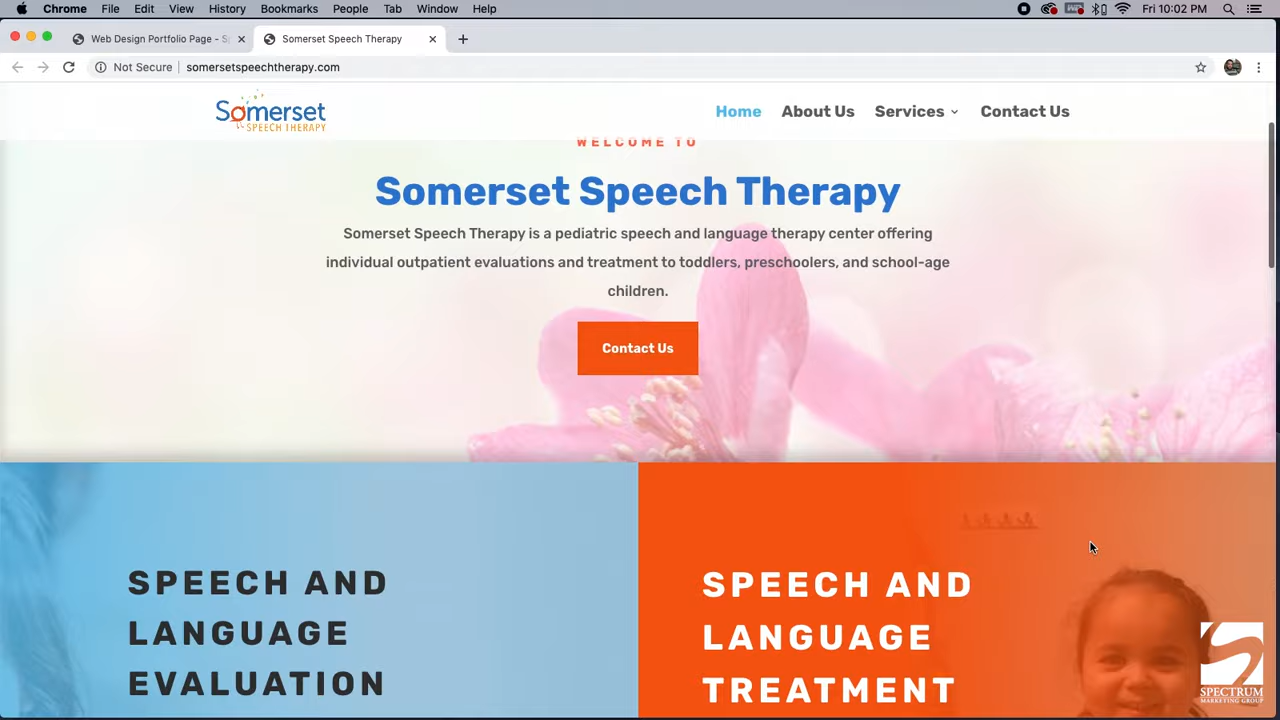 Chrome File Edit View History Bookmarks People Tab Window Help Fri 10:02 PM
Web Design Portfolio Page - S
Somerset Speech Therapy
Not Secure somersetspeechtherapy.com
Somerset
SPEECH THERAPY
Home About Us Services Contact Us
WELCOME TO
Somerset Speech Therapy
Somerset Speech Therapy is a pediatric speech and language therapy center offering
individual outpatient evaluations and treatment to toddlers, preschoolers, and school-age
children.
Contact Us
SPEECH AND
LANGUAGE
EVALUATION
SPEECH AND
LANGUAGE
TREATMENT
SPECTRUM
MARKETING GROUP